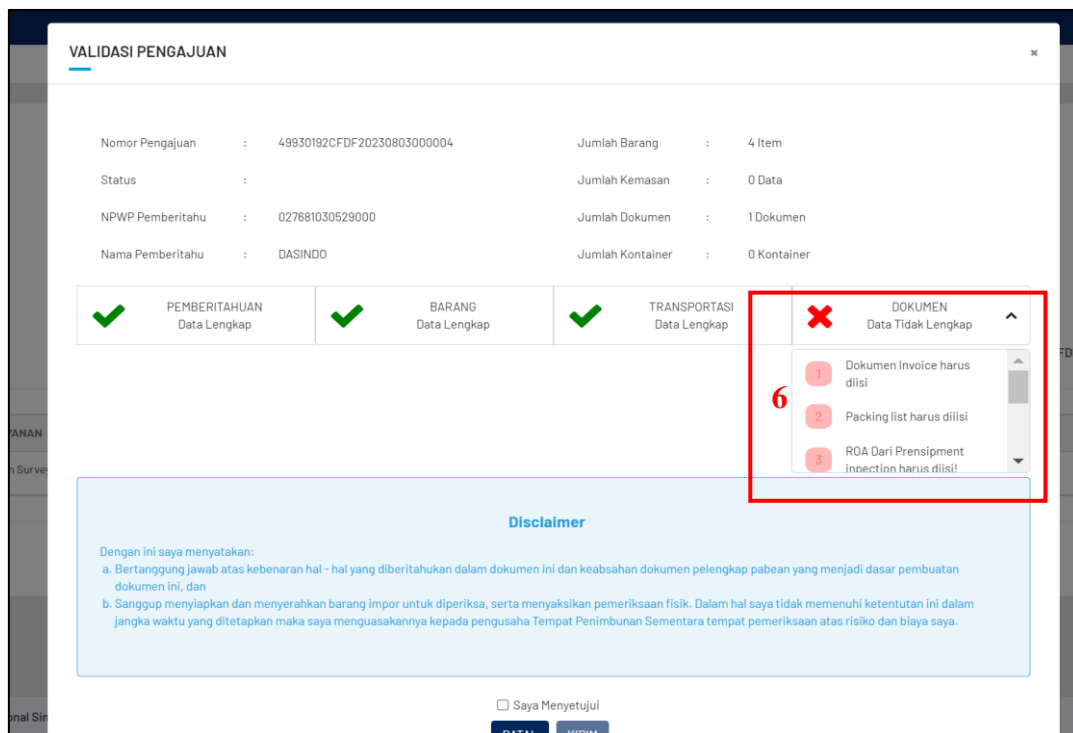 VALIDASI PENGAJUAN
×
Nomor Pengajuan : 49930192CFDF20230803000004 Jumlah Barang : 4 Item
Status : Jumlah Kemasan : 0 Data
NPWP Pemberitahu : 027681030529000 Jumlah Dokumen : 1 Dokumen
Nama Pemberitahu : DASINDO Jumlah Kontainer : 0 Kontainer
PEMBERITAHUAN
Data Lengkap
BARANG
Data Lengkap
TRANSPORTASI
Data Lengkap
DOKUMEN
Data Tidak Lengkap
6
1 Dokumen Invoice harus
diisi
2 Packing list harus diiisi
3 ROA Dari Prensipment
inpection harus diisi!
Disclaimer
Dengan ini saya menyatakan:
a. Bertanggung jawab atas kebenaran hal - hal yang diberitahukan dalam dokumen ini dan keabsahan dokumen pelengkap pabean yang menjadi dasar pembuatan
dokumen ini, dan
b. Sanggup menyiapkan dan menyerahkan barang impor untuk diperiksa, serta menyaksikan pemeriksaan fisik. Dalam hal saya tidak memenuhi ketentutan ini dalam
jangka waktu yang ditetapkan maka saya menguasakannya kepada pengusaha Tempat Penimbunan Sementara tempat pemeriksaan atas risiko dan biaya saya.
Saya Menyetujui
BATAL KIRIM